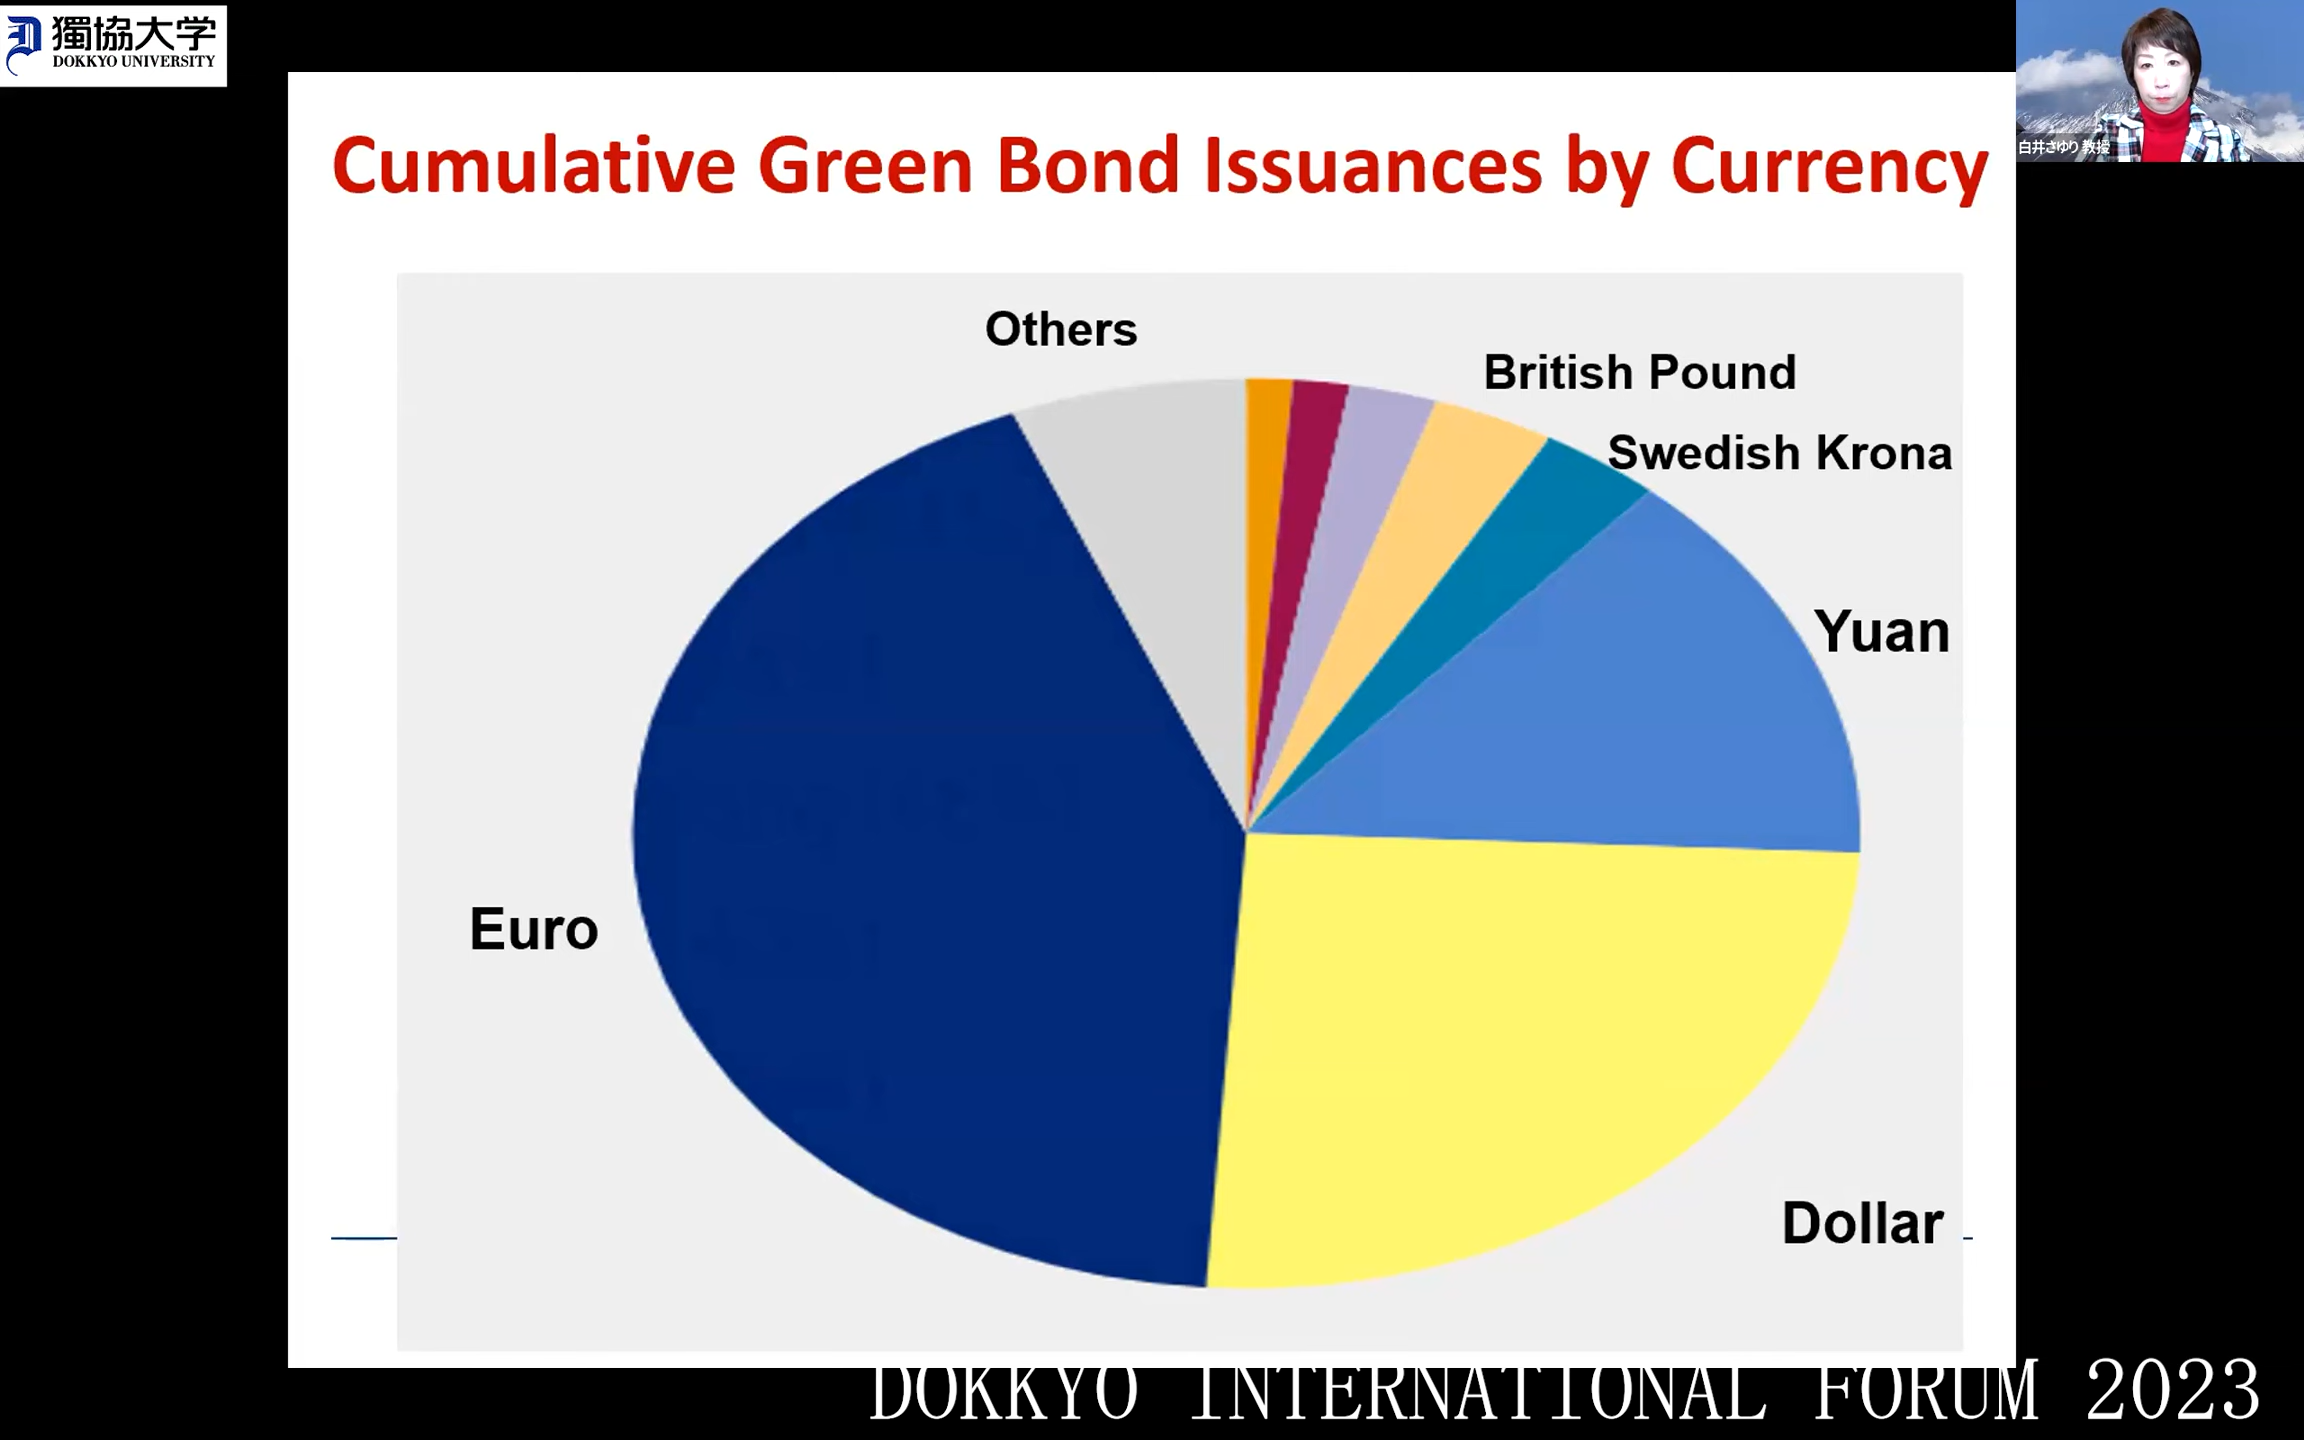 獨協大学
DOKKYO UNIVERSITY
白井さゆり 教授
Cumulative Green Bond Issuances by Currency
Others
British Pound
Swedish Krona
Yuan
Euro
Dollar
DOKKYO INTERNATIONAL FORUM 2023